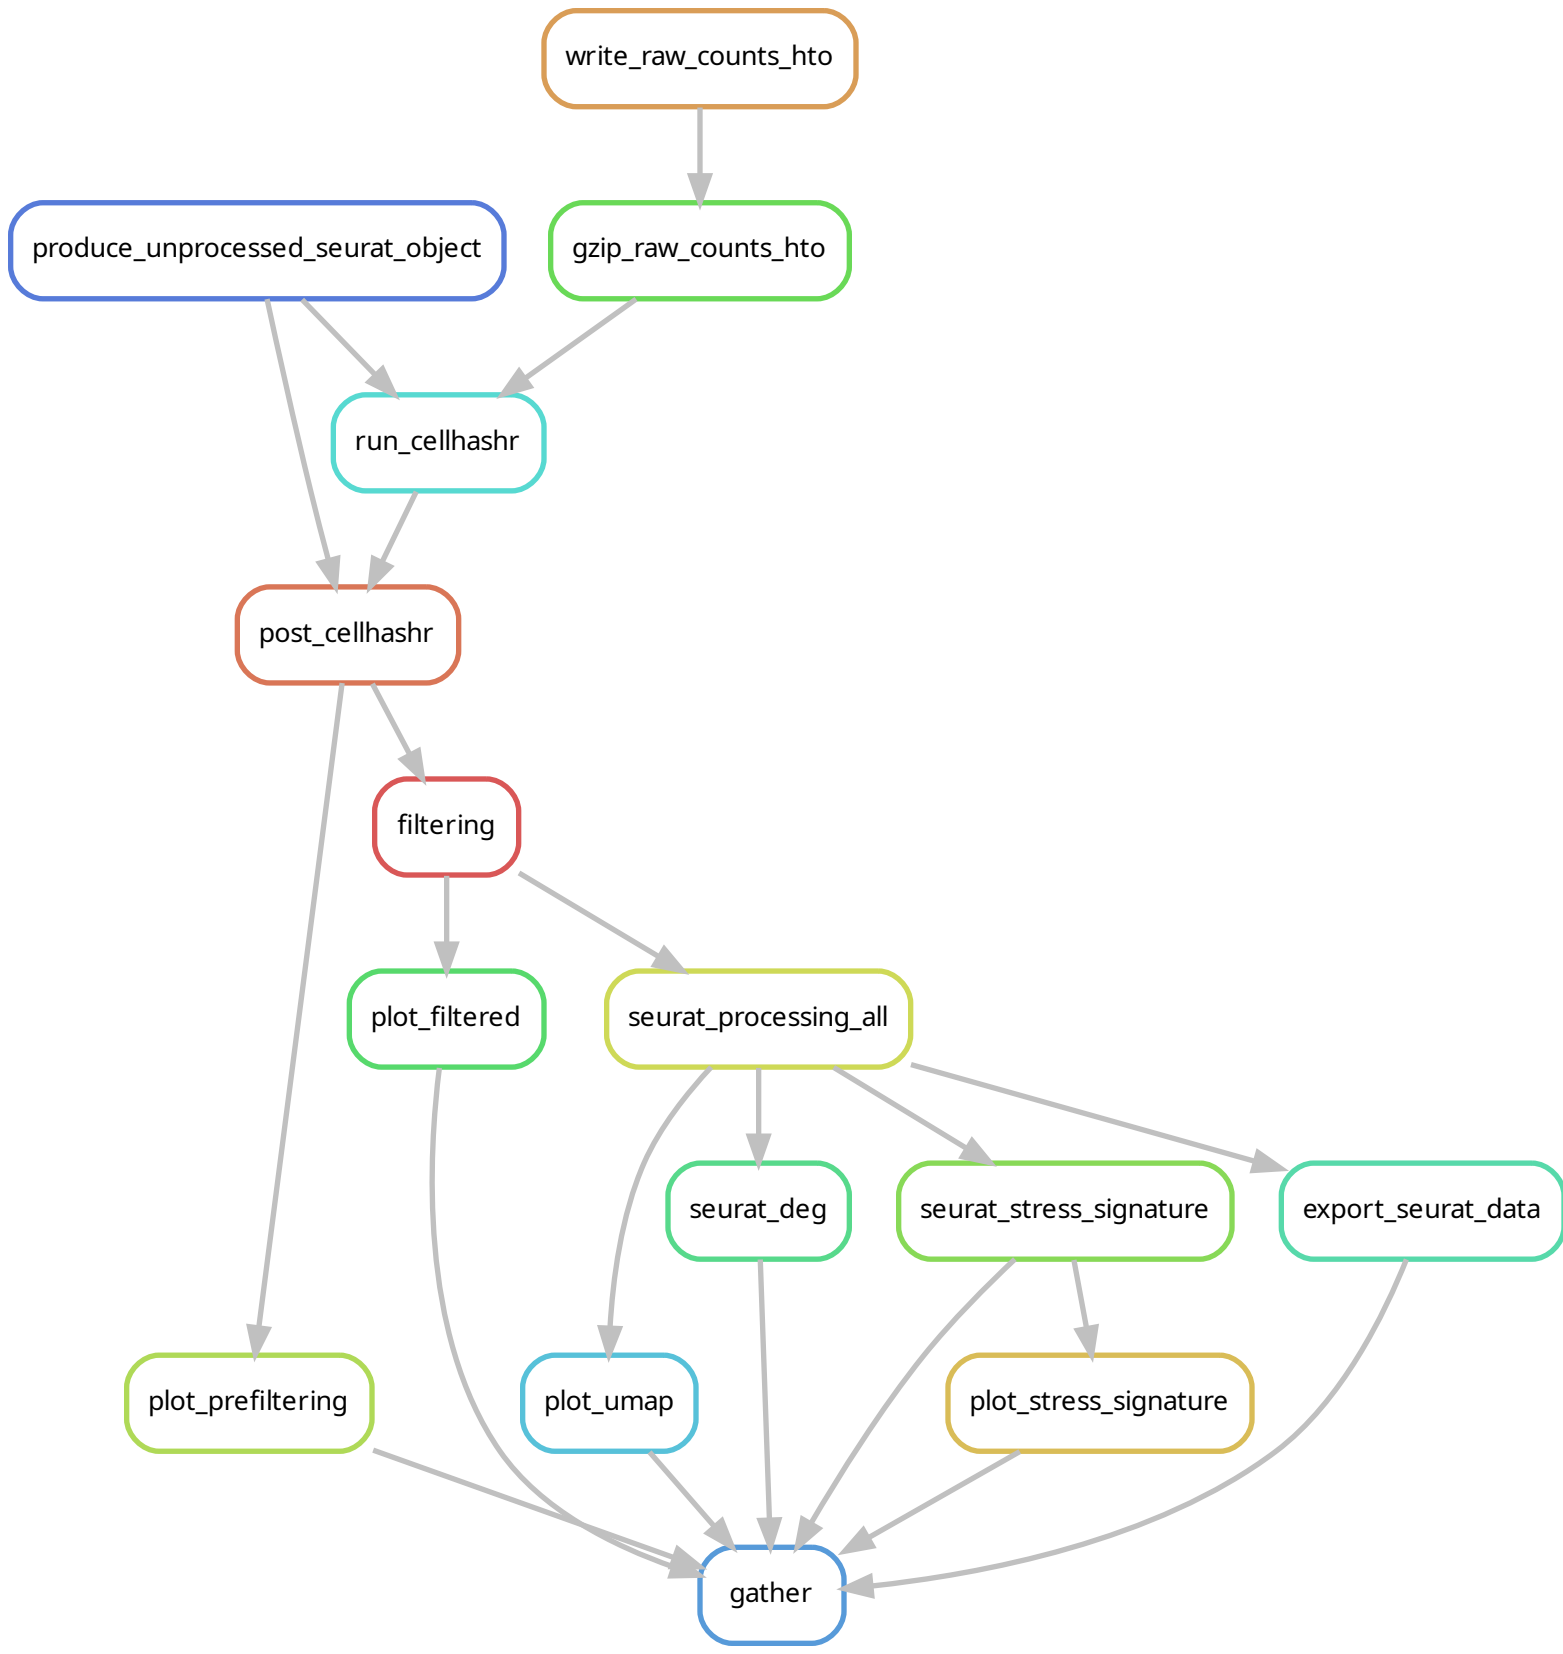 write_raw_counts_hto
produce_unprocessed_seurat_object
gzip_raw_counts_hto
run_cellhashr
post_cellhashr
filtering
plot_filtered
seurat_processing_all
seurat_deg
seurat_stress_signature
export_seurat_data
plot_prefiltering
plot_umap
plot_stress_signature
gather